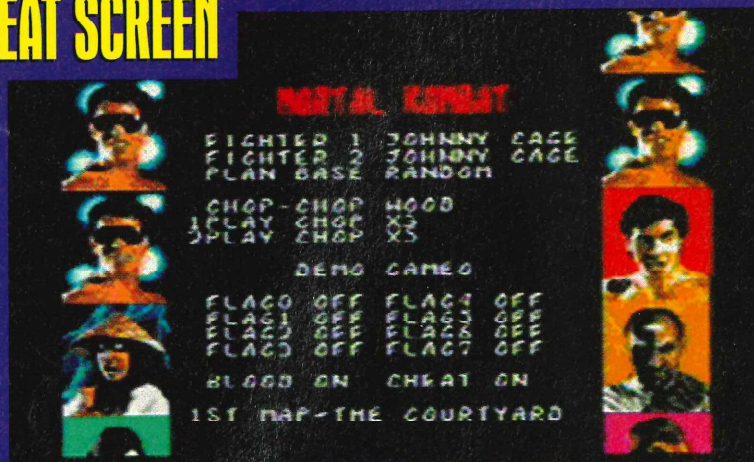 EAT SCREEN
MORTAL KOMBAT
FIGHTER 1 JOHNNY CAGE
FIGHTER 2 JOHNNY CAGE
PLAN BASE RANDOM
CHOP-CHOP WOOD
1PLAY CHOP X3
2PLAY CHOP X3
DEMO CAMEO
FLAG0 OFF FLAG4 OFF
FLAG1 OFF FLAG5 OFF
FLAG2 OFF FLAG6 OFF
FLAG3 OFF FLAG7 OFF
BLOOD ON CHEAT ON
1ST MAP-THE COURTYARD